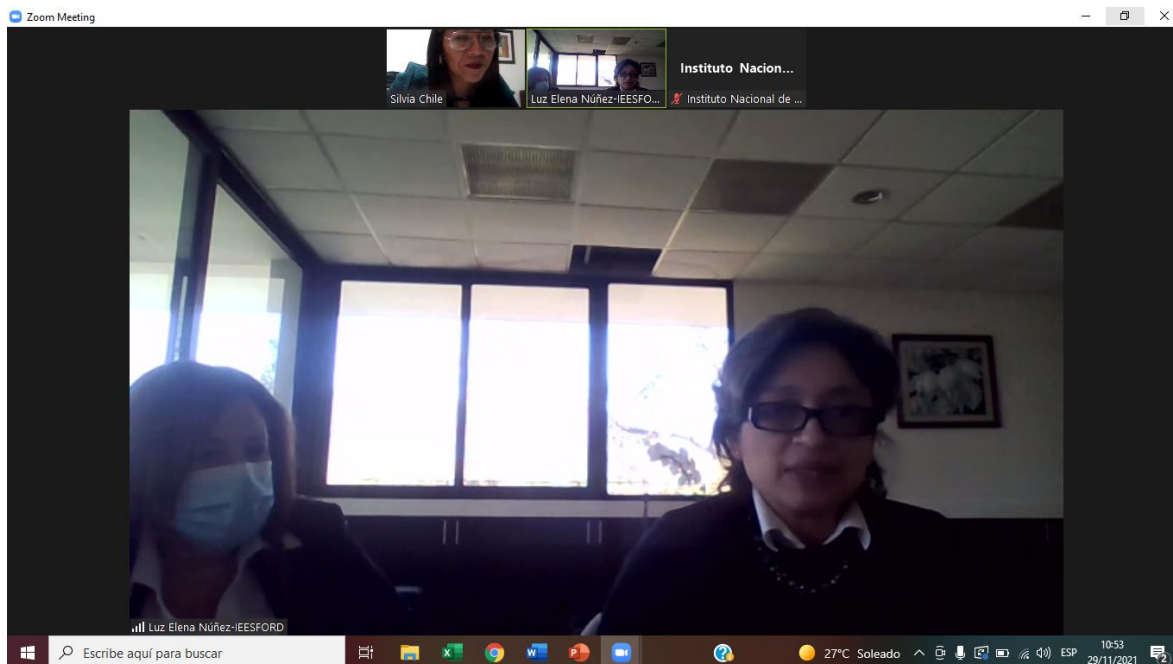 Zoom Meeting
Instituto Nacion...
Silvia Chile
Luz Elena Núñez-IEESFO...
Instituto Nacional de ...
Luz Elena Núñez-IEESFORD
Escribe aquí para buscar
27°C Soleado
ESP
10:53
29/11/2021